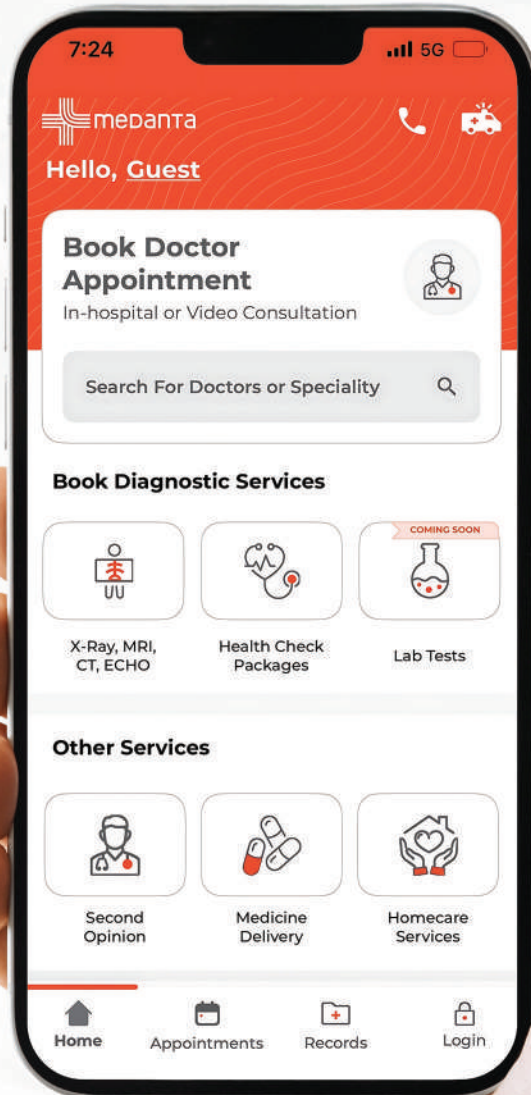 7:24
5G
medanta
Hello, Guest
Book Doctor
Appointment
In-hospital or Video Consultation
Search For Doctors or Speciality
Book Diagnostic Services
COMING SOON
X-Ray, MRI,
CT, ECHO
Health Check
Packages
Lab Tests
Other Services
Second
Opinion
Medicine
Delivery
Homecare
Services
Home
Appointments
Records
Login